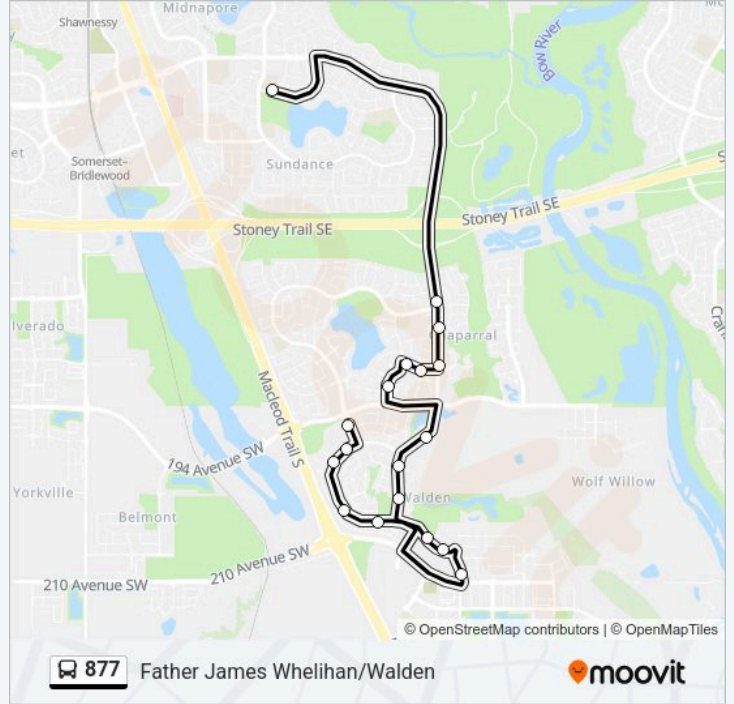 Midnapore
Shawnessy
Bow River
Somerset–
Bridlewood
Sundance
Stoney Trail SE
Stoney Trail SE
lverado
aparral
Macleod Trail S
194 Avenue SW
Wolf Willow
Yorkville
Walden
Belmont
210 Avenue SW
210 Avenue SW
© OpenStreetMap contributors | © OpenMapTiles
877 Father James Whelihan/Walden
moovit